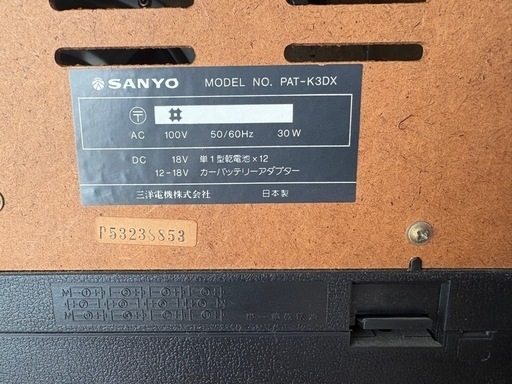 SANYO MODEL NO. PAT-K3DX
〒
AC 100V 50/60Hz 30W
DC 18V 単1型乾電池×12
12-18V カーバッテリーアダプター
三洋電機株式会社 日本製
P53238853